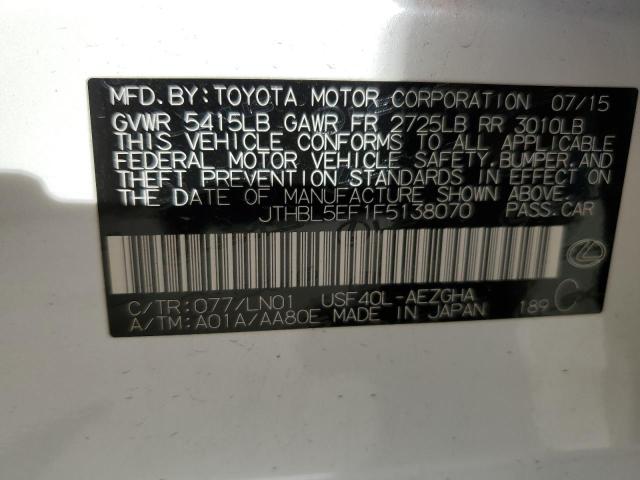 MFD.BY:TOYOTA MOTOR CORPORATION 07/15
GVWR 5415LB GAWR FR 2725LB RR 3010LB
THIS VEHICLE CONFORMS TO ALL APPLICABLE
FEDERAL MOTOR VEHICLE SAFETY,BUMPER,AND
THEFT PREVENTION STANDARDS IN EFFECT ON
THE DATE OF MANUFACTURE SHOWN ABOVE.
JTHBL5EF1F5138070 PASS.CAR
C/TR:077/LN01 USF40L-AEZGHA
A/TM:A01A/AA80E MADE IN JAPAN 189 C